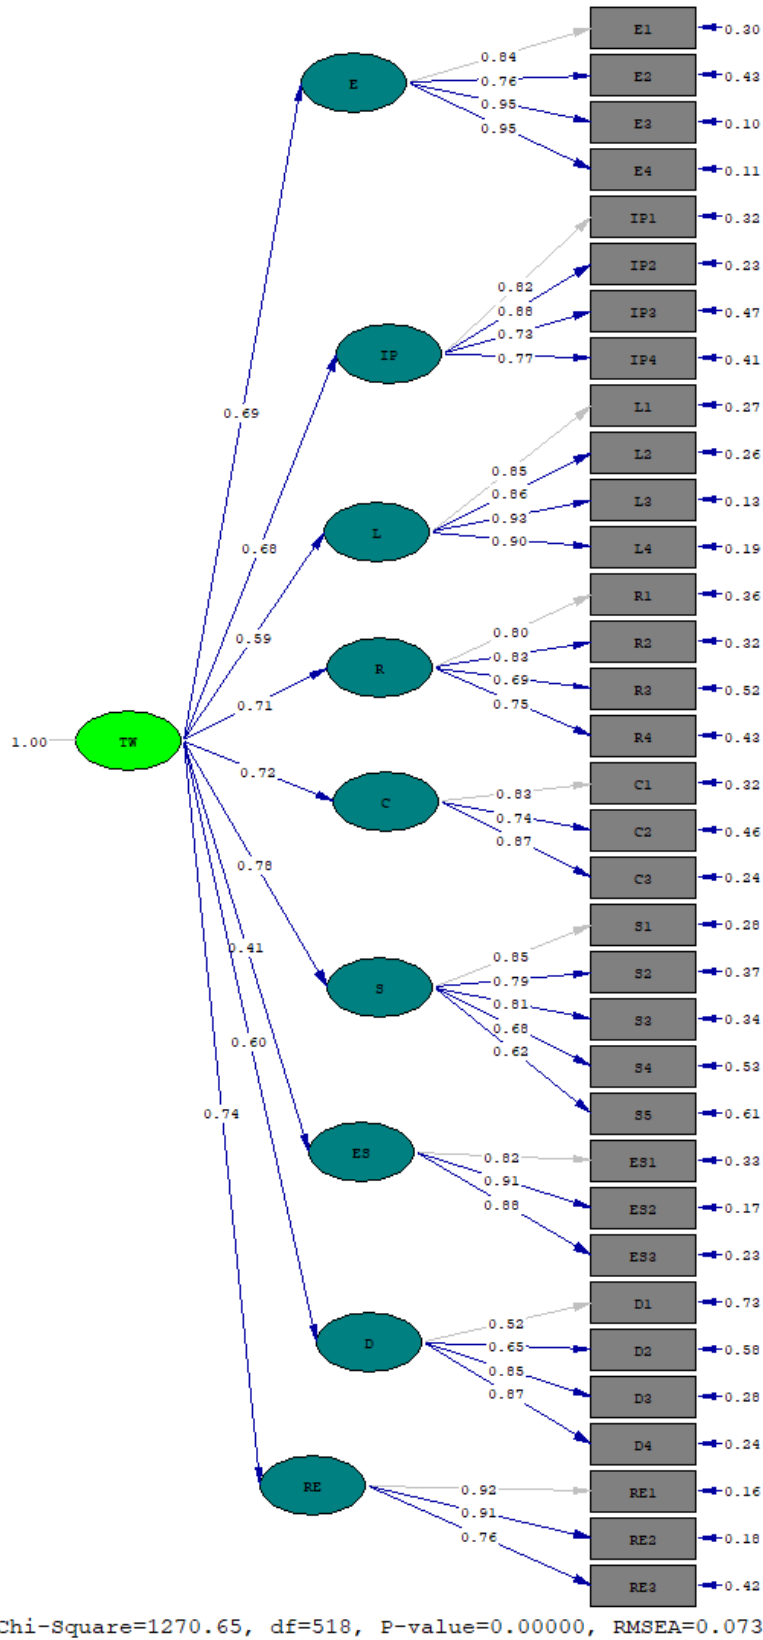 E1 0.30
0.84
E E2 0.43
0.76
0.95
E3 0.10
0.95
E4 0.11
IP1 0.32
IP2 0.23
0.82
0.88
IP3 0.47
0.73
IP IP4 0.41
0.77
L1 0.27
0.69
L2 0.26
0.85
0.86
L3 0.13
0.93
L 0.90 L4 0.19
0.68
R1 0.36
0.80
0.59 R2 0.32
0.83
R 0.69 R3 0.52
0.71 0.75
R4 0.43
1.00 TW
0.72 C1 0.32
0.83
C 0.74 C2 0.46
0.87
0.78 C3 0.24
S1 0.28
0.41 0.85
S2 0.37
0.79
S 0.81 S3 0.34
0.68
0.60 0.62
S4 0.53
0.74 S5 0.61
ES 0.82 ES1 0.33
0.91
0.88 ES2 0.17
ES3 0.23
D1 0.73
0.52
D 0.65 D2 0.58
0.85
0.87 D3 0.28
D4 0.24
RE 0.92 RE1 0.16
0.91
0.76 RE2 0.18
RE3 0.42
Chi-Square=1270.65, df=518, P-value=0.00000, RMSEA=0.073